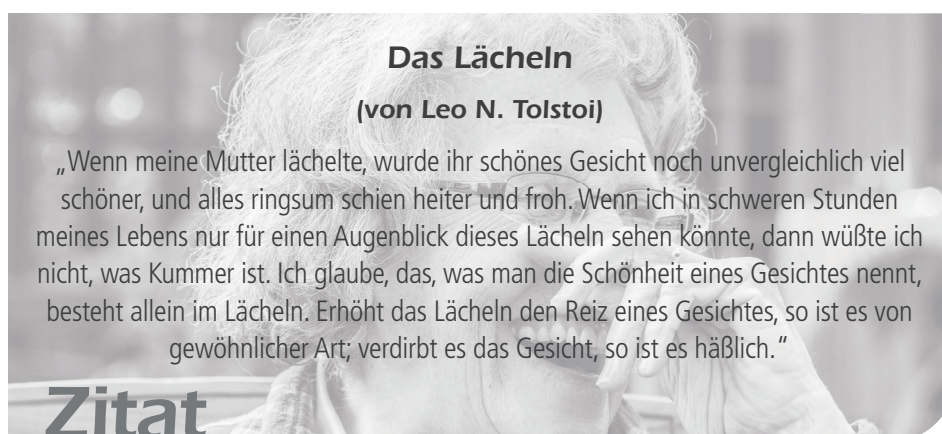 Das Lächeln
(von Leo N. Tolstoi)
„Wenn meine Mutter lächelte, wurde ihr schönes Gesicht noch unvergleichlich viel
schöner, und alles ringsum schien heiter und froh. Wenn ich in schweren Stunden
meines Lebens nur für einen Augenblick dieses Lächeln sehen könnte, dann wüßte ich
nicht, was Kummer ist. Ich glaube, das, was man die Schönheit eines Gesichtes nennt,
besteht allein im Lächeln. Erhöht das Lächeln den Reiz eines Gesichtes, so ist es von
gewöhnlicher Art; verdirbt es das Gesicht, so ist es häßlich.“
Zitat